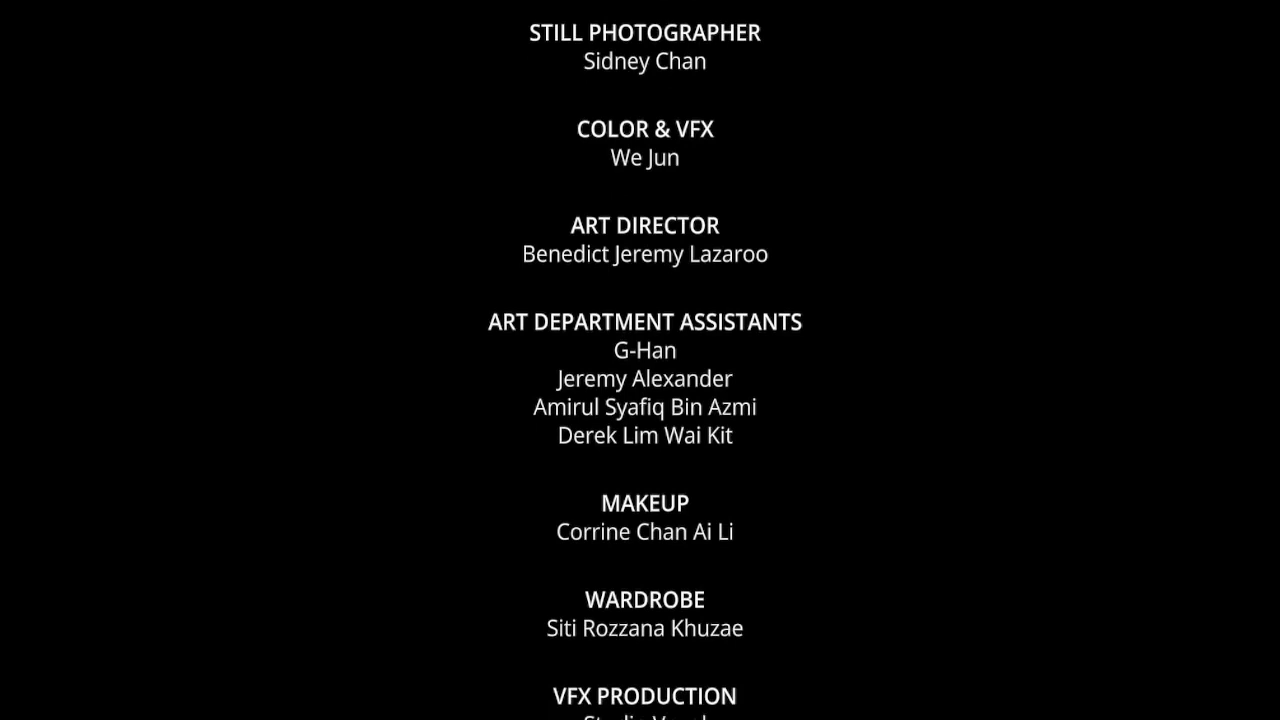 STILL PHOTOGRAPHER
Sidney Chan
COLOR & VFX
We Jun
ART DIRECTOR
Benedict Jeremy Lazaroo
ART DEPARTMENT ASSISTANTS
G-Han
Jeremy Alexander
Amirul Syafiq Bin Azmi
Derek Lim Wai Kit
MAKEUP
Corrine Chan Ai Li
WARDROBE
Siti Rozzana Khuzae
VFX PRODUCTION